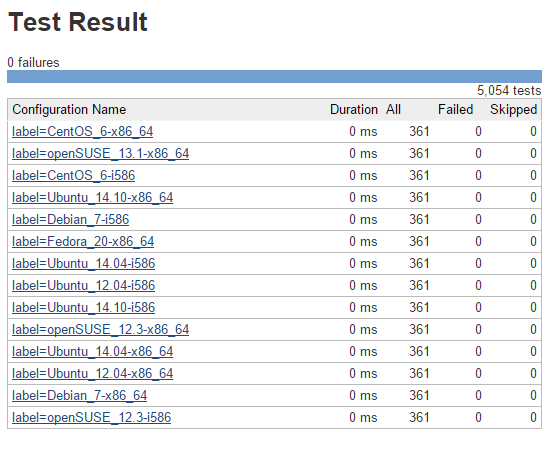 Test Result
0 failures
5,054 tests
Configuration Name Duration All Failed Skipped
label=CentOS_6-x86_64 0 ms 361 0 0
label=openSUSE_13.1-x86_64 0 ms 361 0 0
label=CentOS_6-i586 0 ms 361 0 0
label=Ubuntu_14.10-x86_64 0 ms 361 0 0
label=Debian_7-i586 0 ms 361 0 0
label=Fedora_20-x86_64 0 ms 361 0 0
label=Ubuntu_14.04-i586 0 ms 361 0 0
label=Ubuntu_12.04-i586 0 ms 361 0 0
label=Ubuntu_14.10-i586 0 ms 361 0 0
label=openSUSE_12.3-x86_64 0 ms 361 0 0
label=Ubuntu_14.04-x86_64 0 ms 361 0 0
label=Ubuntu_12.04-x86_64 0 ms 361 0 0
label=Debian_7-x86_64 0 ms 361 0 0
label=openSUSE_12.3-i586 0 ms 361 0 0